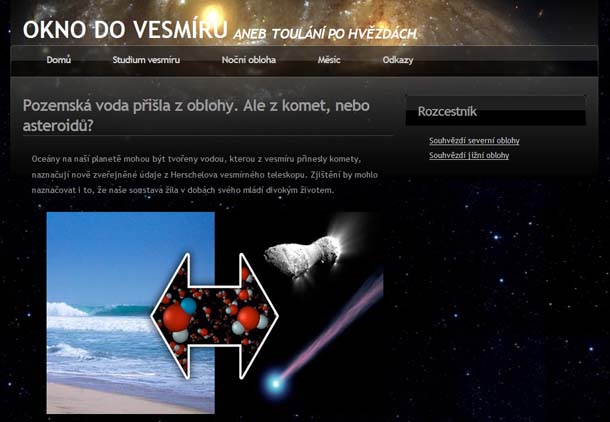 OKNO DO VESMÍRU ANEB TOULÁNÍ PO HVĚZDÁCH
Domů Studium vesmíru Noční obloha Měsíc Odkazy
Pozemská voda přišla z oblohy. Ale z komet, nebo
asteroidů?
Oceány na naší planetě mohou být tvořeny vodou, kterou z vesmíru přinesly komety,
naznačují nově zveřejněné údaje z Herschelova vesmírného teleskopu. Zjištění by mohlo
naznačovat i to, že naše soustava žila v dobách svého mládí divokým životem.
Rozcestník
Souhvězdí severní oblohy
Souhvězdí jižní oblohy